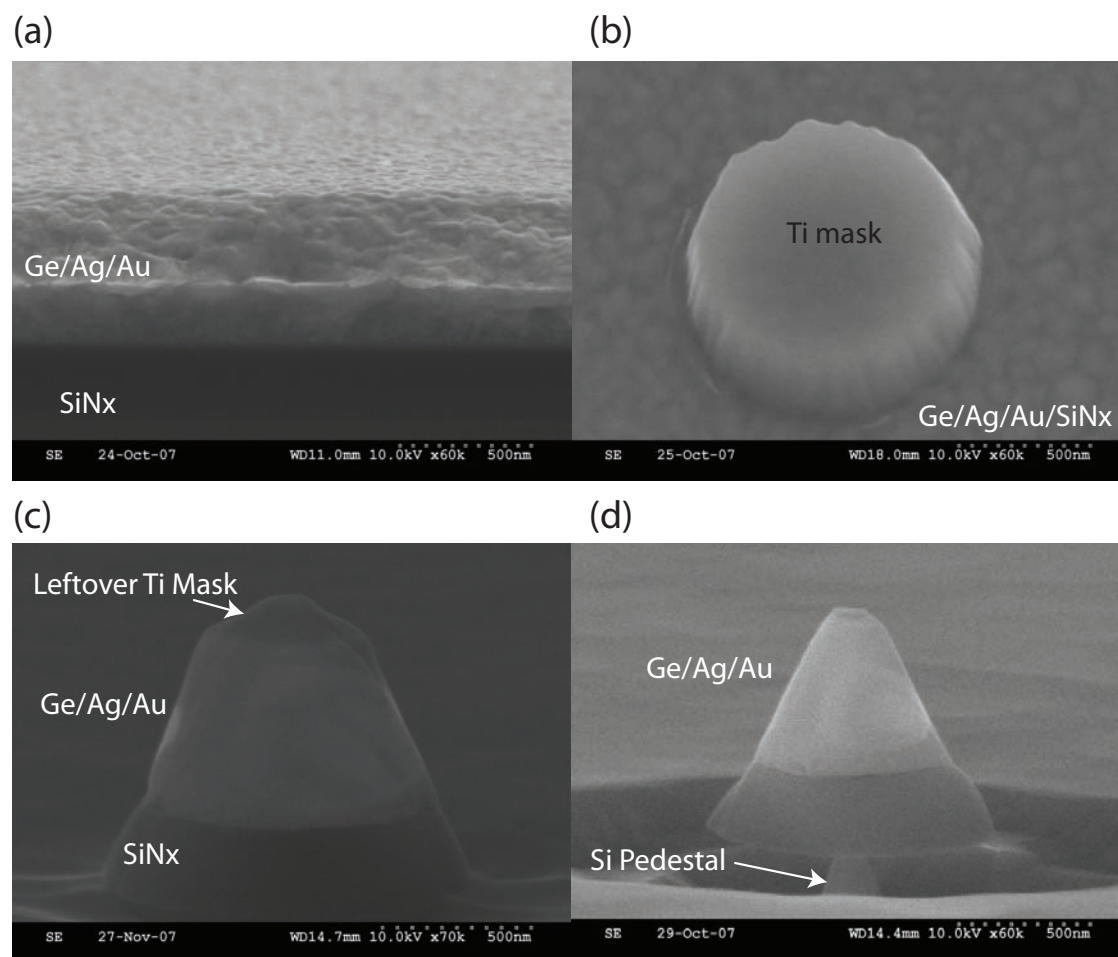 (a)
(b)
Ge/Ag/Au
SiNx
SE 24-Oct-07 WD11.0mm 10.0kV x60k 500nm
Ti mask
Ge/Ag/Au/SiNx
SE 25-Oct-07 WD18.0mm 10.0kV x60k 500nm
(c)
(d)
Leftover Ti Mask
Ge/Ag/Au
SiNx
SE 27-Nov-07 WD14.7mm 10.0kV x70k 500nm
Ge/Ag/Au
Si Pedestal
SE 29-Oct-07 WD14.4mm 10.0kV x60k 500nm